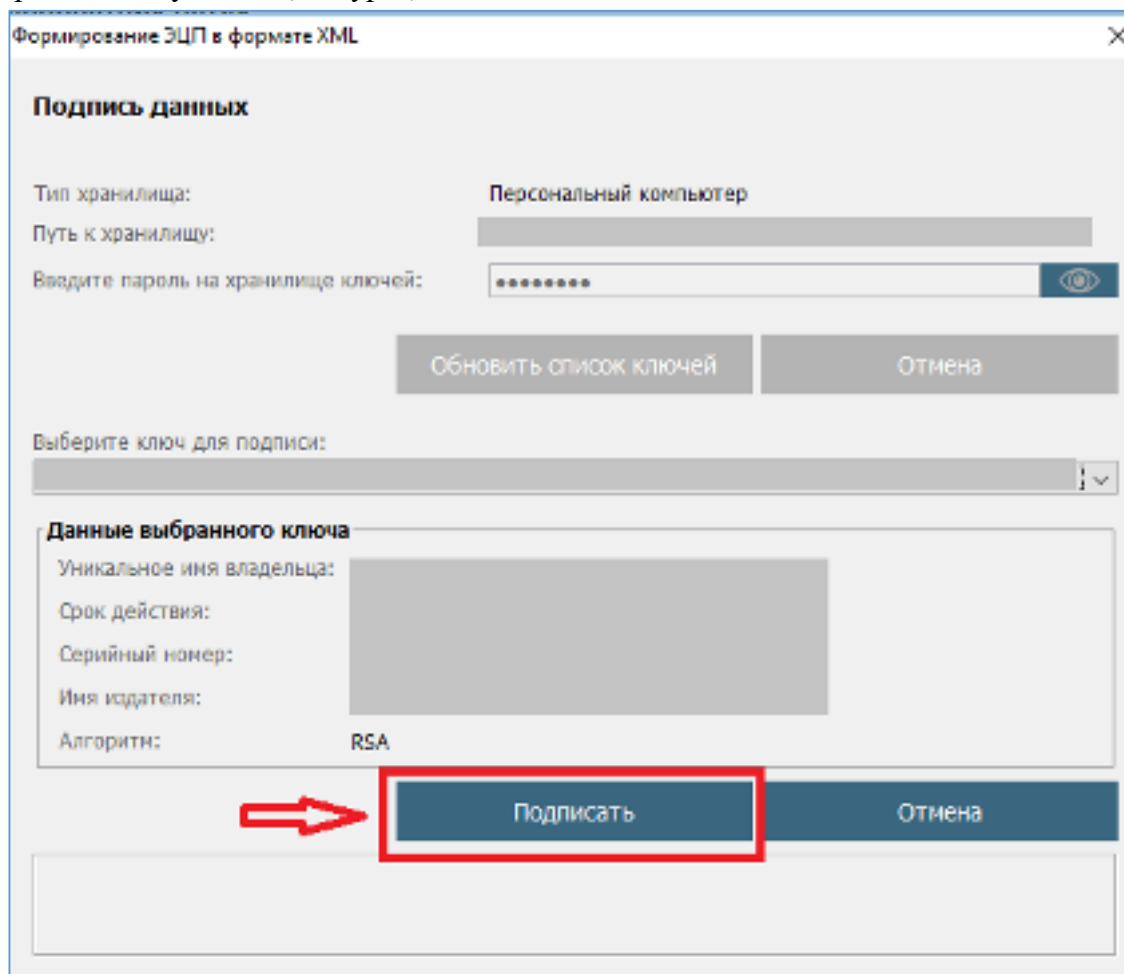 Формирование ЭЦП в формате XML
Подпись данных
Тип хранилища: Персональный компьютер
Путь к хранилищу:
Введите пароль на хранилище ключей: ••••••••
Обновить список ключей Отмена
Выберите ключ для подписи:
Данные выбранного ключа
Уникальное имя владельца:
Срок действия:
Серийный номер:
Имя издателя:
Алгоритм: RSA
Подписать Отмена